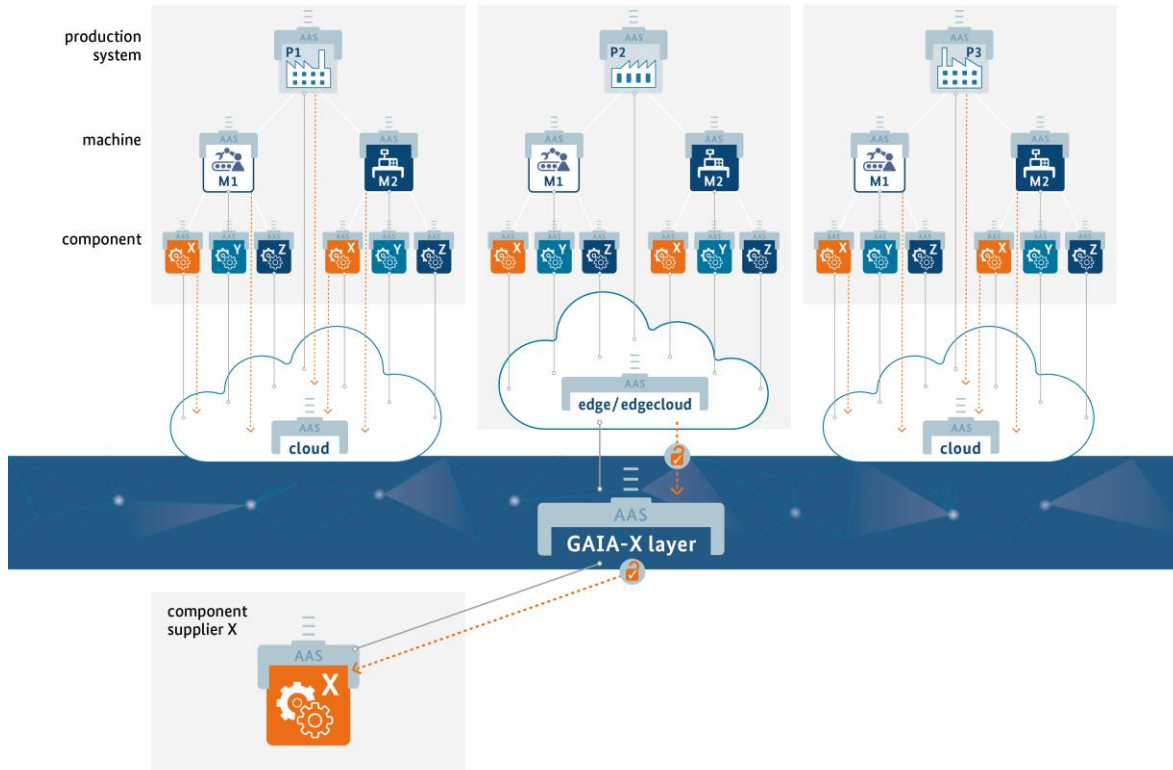 production
system
AAS
P1
AAS
P2
AAS
P3
machine
AAS
M1
AAS
M2
AAS
M1
AAS
M2
AAS
M1
AAS
M2
component
AAS
X
AAS
Y
AAS
Z
AAS
X
AAS
Y
AAS
Z
AAS
X
AAS
Y
AAS
Z
AAS
X
AAS
Y
AAS
Z
AAS
X
AAS
Y
AAS
Z
AAS
X
AAS
Y
AAS
Z
AAS
cloud
AAS
edge/edgecloud
AAS
cloud
AAS
GAIA-X layer
component
supplier X
AAS
X